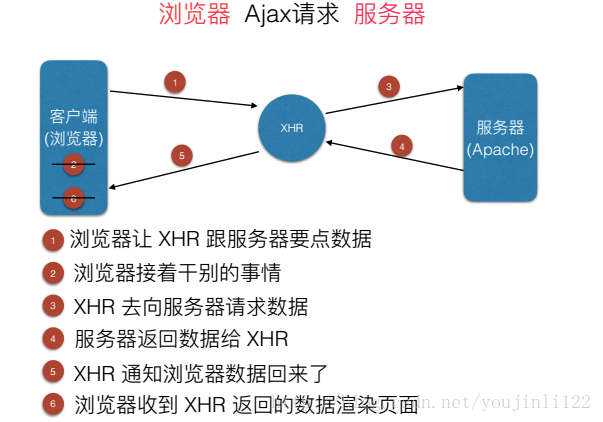 浏览器 Ajax请求 服务器
1
3
客户端
(浏览器)
XHR
服务器
(Apache)
2
5
4
6
1 浏览器让 XHR 跟服务器要点数据
2 浏览器接着干别的事情
3 XHR 去向服务器请求数据
4 服务器返回数据给 XHR
5 XHR 通知浏览器数据回来了
6 浏览器收到 XHR 返回的数据渲染页面
dn.net/youjinli122